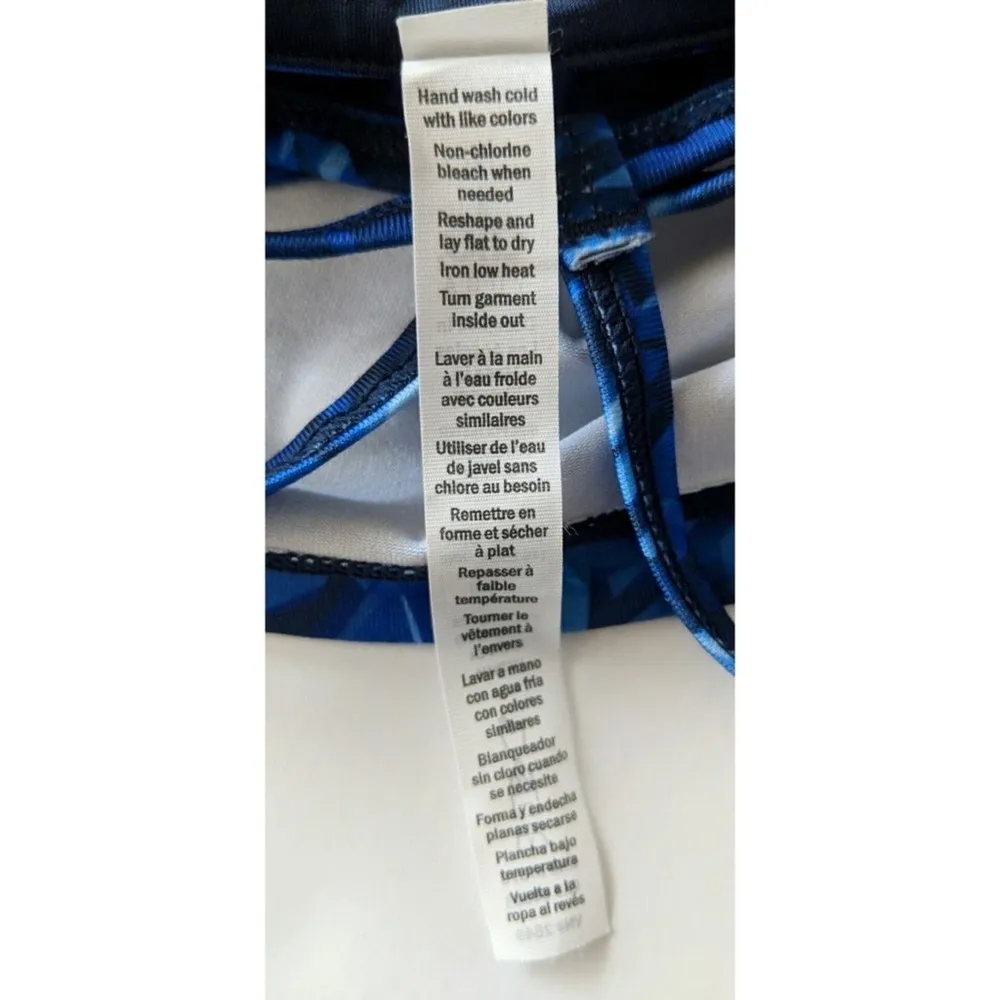 Hand wash cold
with like colors
Non-chlorine
bleach when
needed
Reshape and
lay flat to dry
Iron low heat
Turn garment
inside out
Laver à la main
à l'eau froide
avec couleurs
similaires
Utiliser de l'eau
de javel sans
chlore au besoin
Remettre en
forme et sécher
à plat
Repasser à
faible
température
Tourner le
vêtement à
l'envers
Lavar a mano
con agua fria
con colores
similares
Blanqueador
sin cloro cuando
se necesite
Forma y endecha
planas secarse
Plancha bajo
temperatura
Vuelta a la
ropa al revés